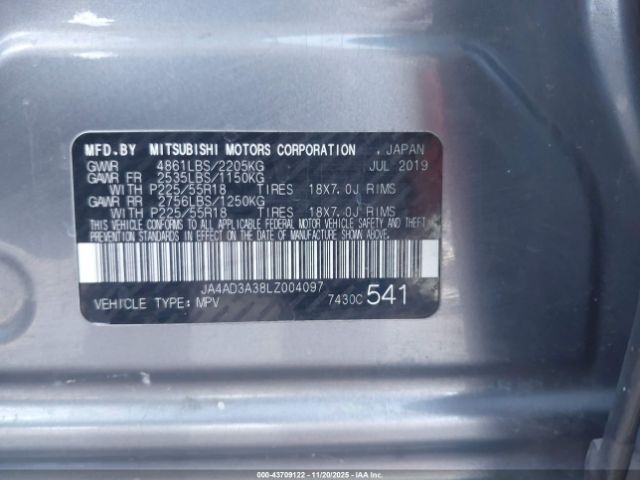 MFD.BY MITSUBISHI MOTORS CORPORATION , JAPAN
GVWR 4861LBS/2205KG JUL 2019
GAWR FR 2535LBS/1150KG
WITH P225/55R18 TIRES 18X7.0J RIMS
GAWR RR 2756LBS/1250KG
WITH P225/55R18 TIRES 18X7.0J RIMS
THIS VEHICLE CONFORMS TO ALL APPLICABLE FEDERAL MOTOR VEHICLE SAFETY AND THEFT
PREVENTION STANDARDS IN EFFECT ON THE DATE OF MANUFACTURE SHOWN ABOVE.
JA4AD3A38LZ004097
VEHICLE TYPE: MPV 7430C 541
000-43709122 - 11/20/2025 - IAAI.COM